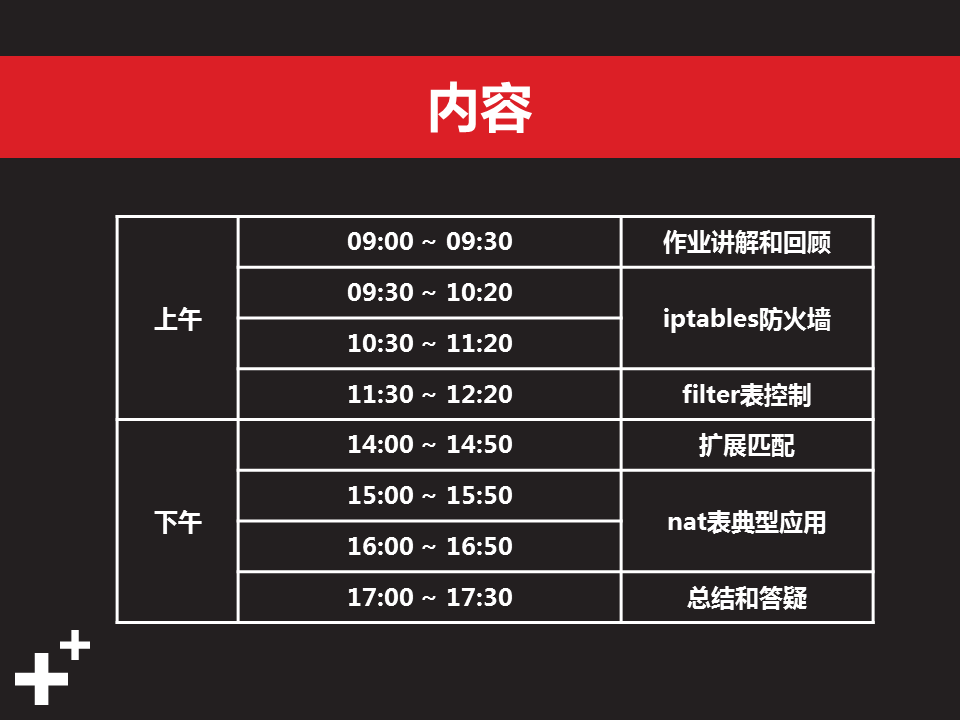 内容
上午
09:00 ~ 09:30
作业讲解和回顾
09:30 ~ 10:20
iptables防火墙
10:30 ~ 11:20
11:30 ~ 12:20
filter表控制
下午
14:00 ~ 14:50
扩展匹配
15:00 ~ 15:50
nat表典型应用
16:00 ~ 16:50
17:00 ~ 17:30
总结和答疑